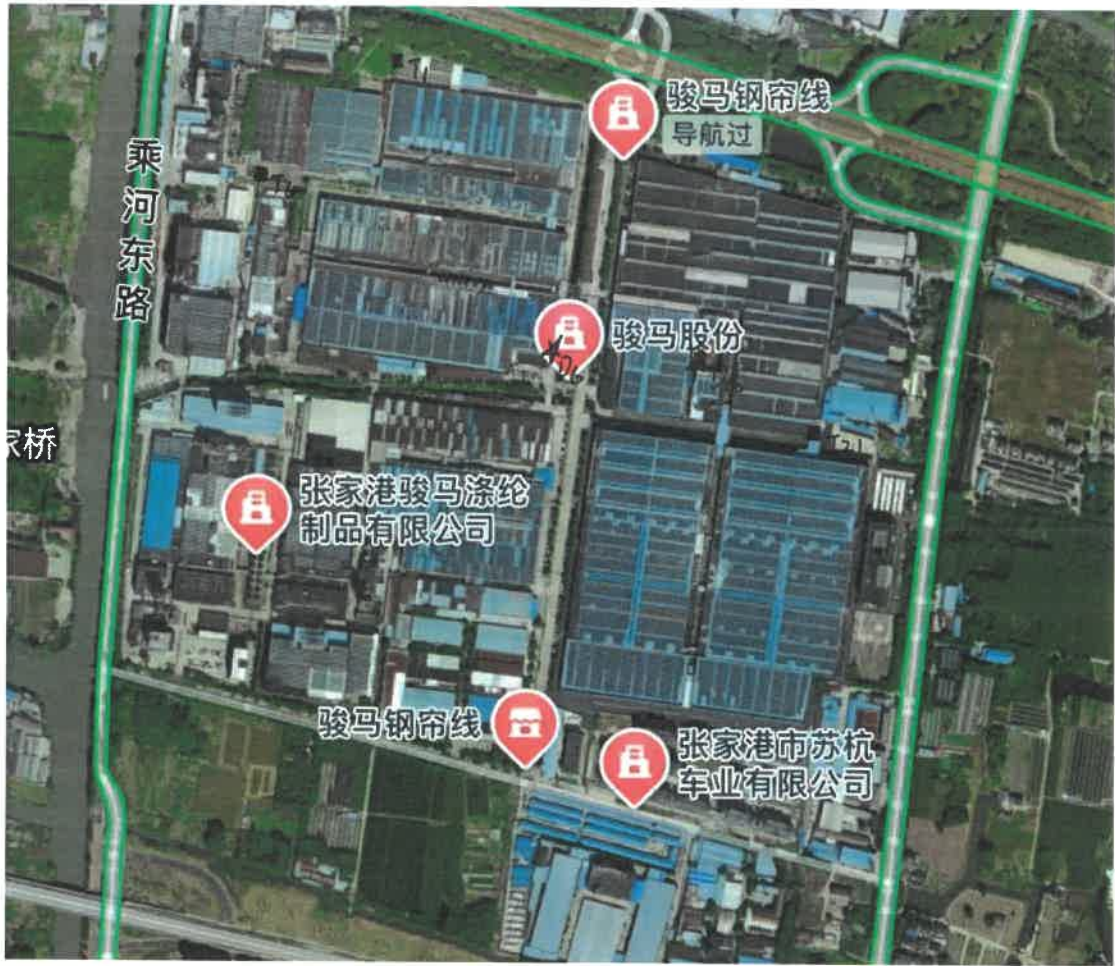 骏马钢帘线
导航过
乘河东路
骏马股份
家桥
张家港骏马涤纶
制品有限公司
骏马钢帘线
张家港市苏杭
车业有限公司